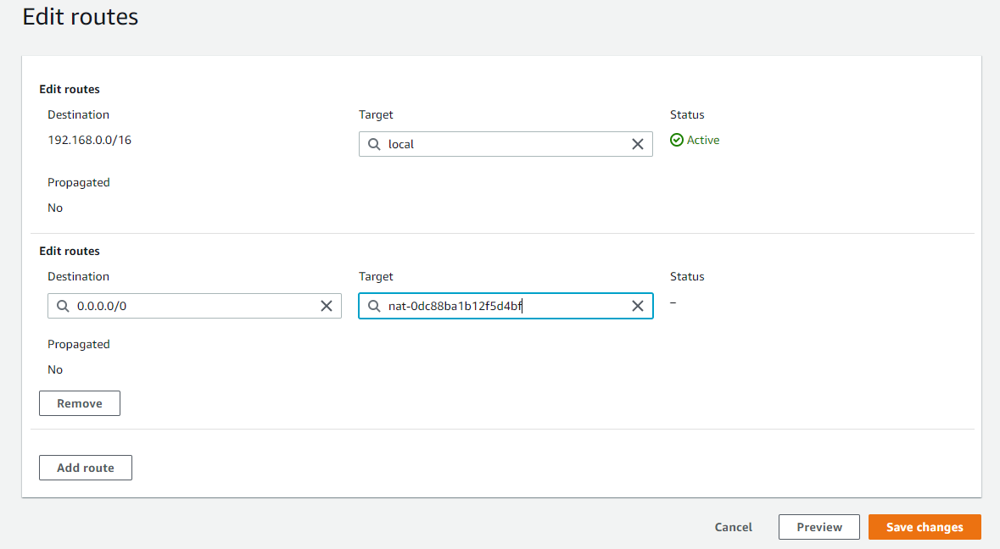 Edit routes
Edit routes
Destination Target Status
192.168.0.0/16 local Active
Propagated
No
Edit routes
Destination Target Status
0.0.0.0/0 nat-0dc88ba1b12f5d4bf –
Propagated
No
Remove
Add route
Cancel Preview Save changes